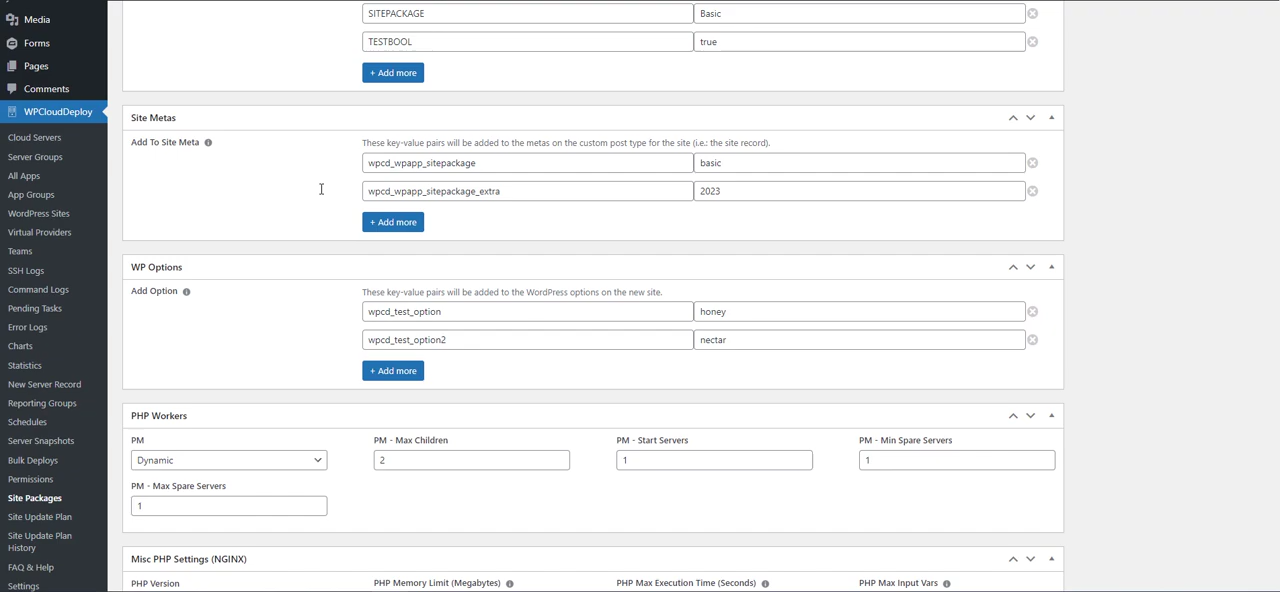 Media
Forms
Pages
Comments
WPCloudDeploy
Cloud Servers
Server Groups
All Apps
App Groups
WordPress Sites
Virtual Providers
Teams
SSH Logs
Command Logs
Pending Tasks
Error Logs
Charts
Statistics
New Server Record
Reporting Groups
Schedules
Server Snapshots
Bulk Deploys
Permissions
Site Packages
Site Update Plan
Site Update Plan
History
FAQ & Help
Settings
SITEPACKAGE Basic
TESTBOOL true
+ Add more
Site Metas
Add To Site Meta These key-value pairs will be added to the metas on the custom post type for the site (i.e.: the site record).
wpcd_wpapp_sitepackage basic
wpcd_wpapp_sitepackage_extra 2023
+ Add more
WP Options
Add Option These key-value pairs will be added to the WordPress options on the new site.
wpcd_test_option honey
wpcd_test_option2 nectar
+ Add more
PHP Workers
PM PM - Max Children PM - Start Servers PM - Min Spare Servers
Dynamic 2 1 1
PM - Max Spare Servers
1
Misc PHP Settings (NGINX)
PHP Version PHP Memory Limit (Megabytes) PHP Max Execution Time (Seconds) PHP Max Input Vars